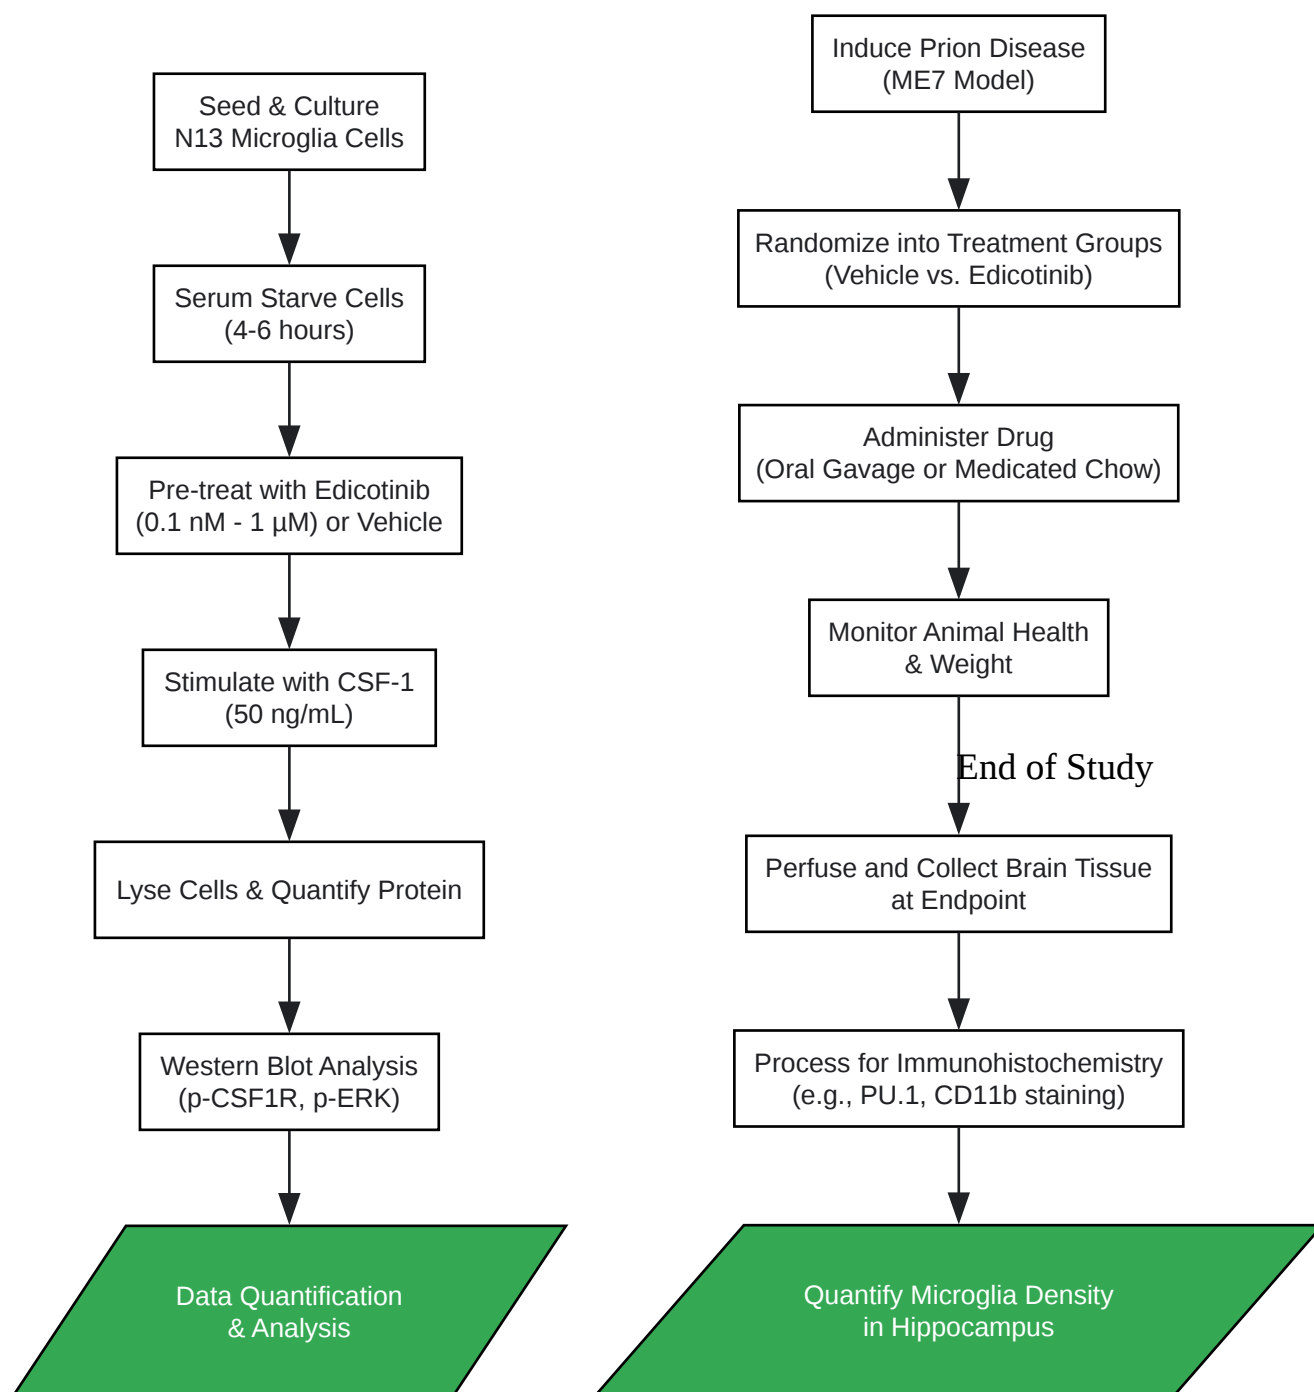 Seed & Culture
N13 Microglia Cells
Serum Starve Cells
(4-6 hours)
Pre-treat with Edicotinib
(0.1 nM - 1 µM) or Vehicle
Stimulate with CSF-1
(50 ng/mL)
Lyse Cells & Quantify Protein
Western Blot Analysis
(p-CSF1R, p-ERK)
Data Quantification
& Analysis
Induce Prion Disease
(ME7 Model)
Randomize into Treatment Groups
(Vehicle vs. Edicotinib)
Administer Drug
(Oral Gavage or Medicated Chow)
Monitor Animal Health
& Weight
End of Study
Perfuse and Collect Brain Tissue
at Endpoint
Process for Immunohistochemistry
(e.g., PU.1, CD11b staining)
Quantify Microglia Density
in Hippocampus